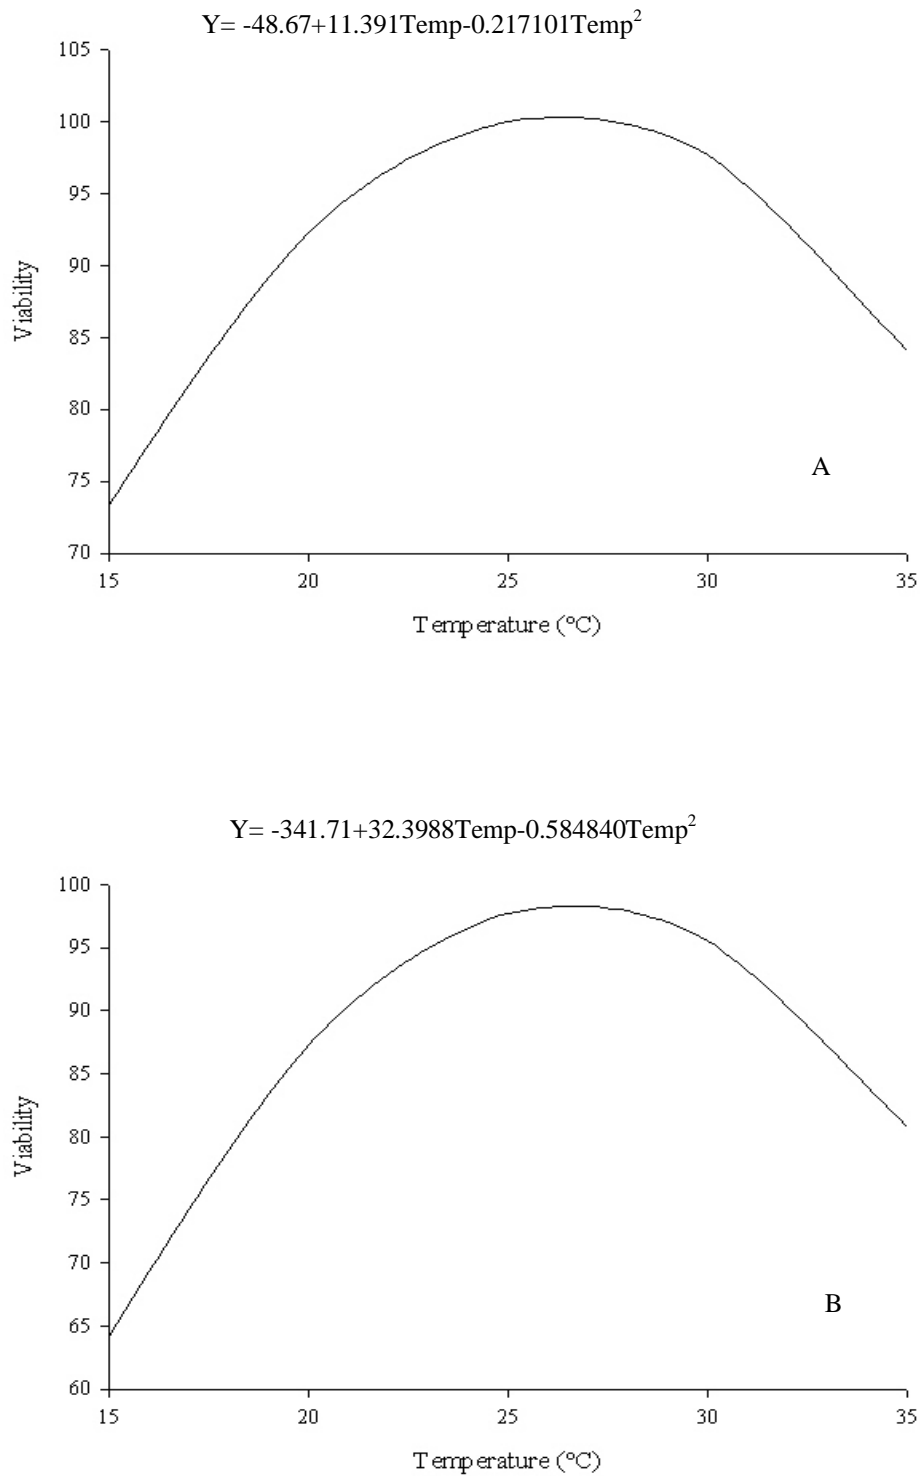 Y= -48.67+11.391Temp-0.217101Temp²
105
100
95
90
85
80
75
70
Viability
A
15 20 25 30 35
Temperature (°C)
Y= -341.71+32.3988Temp-0.584840Temp²
100
95
90
85
80
75
70
65
60
Viability
B
15 20 25 30 35
Temperature (°C)